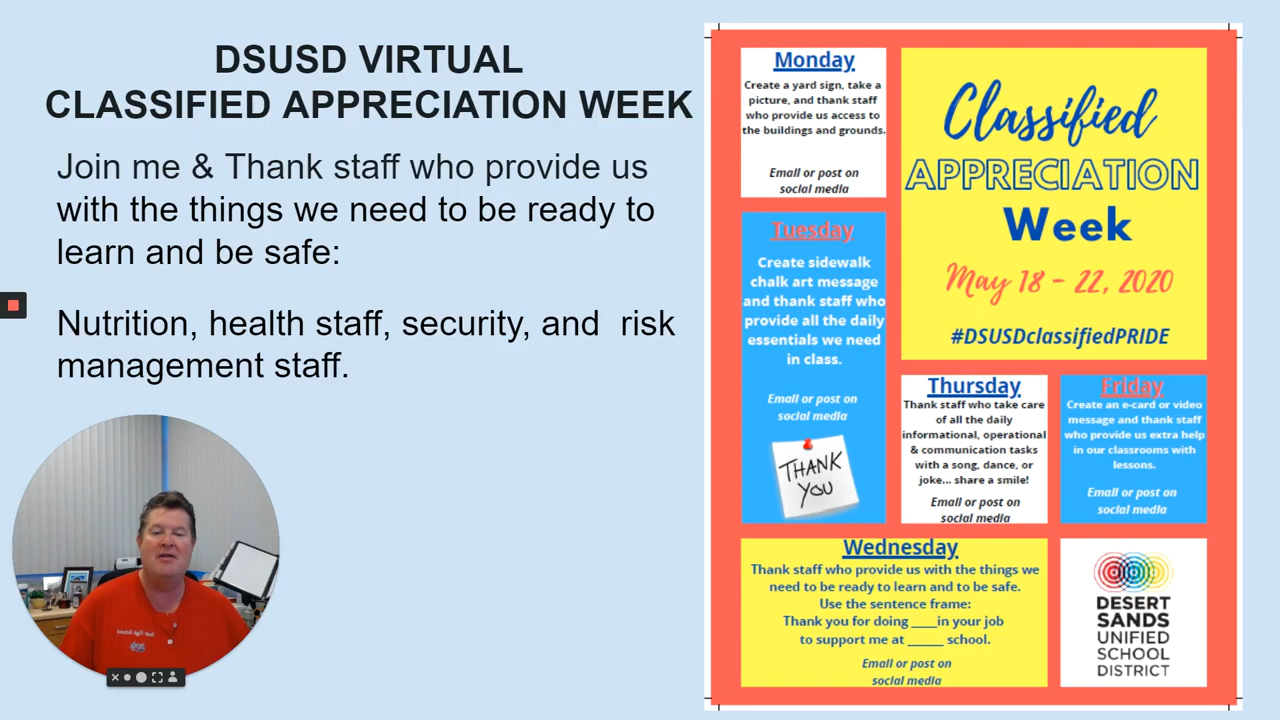 DSUSD VIRTUAL
CLASSIFIED APPRECIATION WEEK
Join me & Thank staff who provide us
with the things we need to be ready to
learn and be safe:
Nutrition, health staff, security, and risk
management staff.
Monday
Create a yard sign, take a
picture, and thank staff
who provide us access to
the buildings and grounds.
Email or post on
social media
Classified
APPRECIATION
Week
May 18 - 22, 2020
#DSUSDclassifiedPRIDE
Tuesday
Create sidewalk
chalk art message
and thank staff who
provide all the daily
essentials we need
in class.
Email or post on
social media
THANK
YOU
Thursday
Thank staff who take care
of all the daily
informational, operational
& communication tasks
with a song, dance, or
joke... share a smile!
Email or post on
social media
Friday
Create an e-card or video
message and thank staff
who provide us extra help
in our classrooms with
lessons.
Email or post on
social media
Wednesday
Thank staff who provide us with the things we
need to be ready to learn and to be safe.
Use the sentence frame:
Thank you for doing ____in your job
to support me at ______ school.
Email or post on
social media
DESERT
SANDS
UNIFIED
SCHOOL
DISTRICT